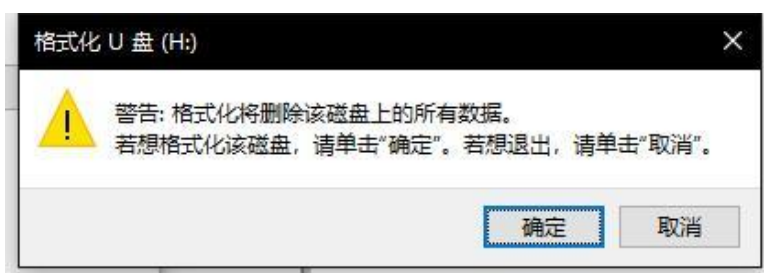 格式化 U 盘 (H:)
警告: 格式化将删除该磁盘上的所有数据。
若想格式化该磁盘，请单击“确定”。若想退出，请单击“取消”。
确定
取消